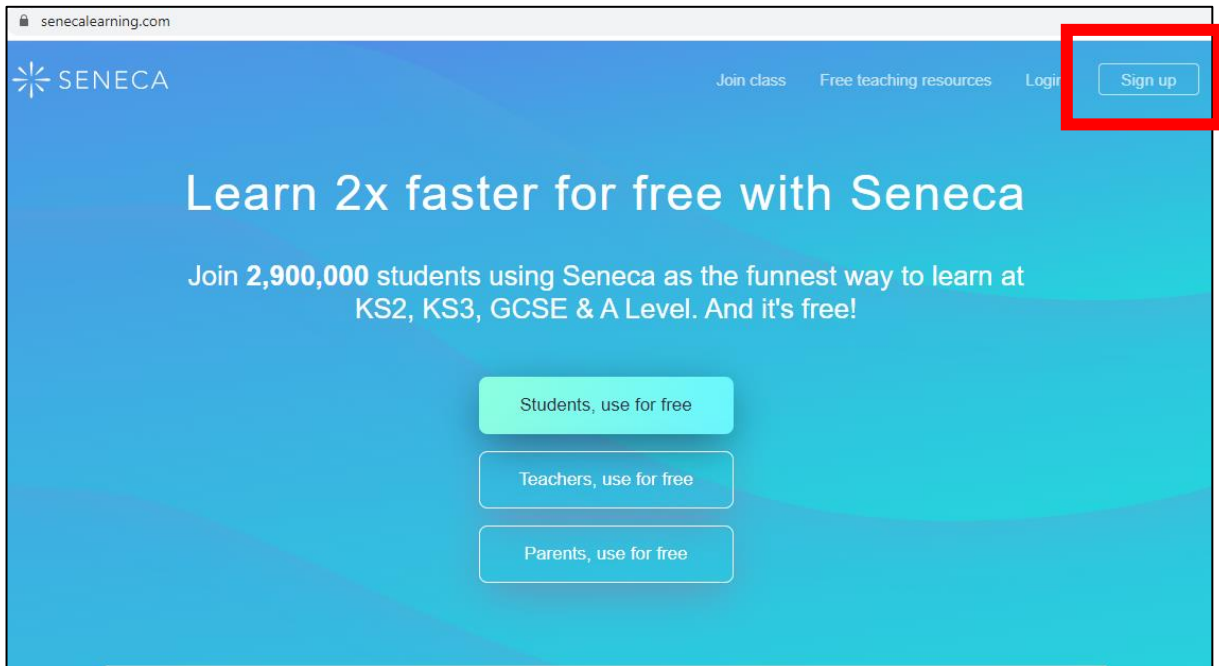 senecalearning.com
SENECA
Join class
Free teaching resources
Login
Sign up
Learn 2x faster for free with Seneca
Join 2,900,000 students using Seneca as the funnest way to learn at
KS2, KS3, GCSE & A Level. And it's free!
Students, use for free
Teachers, use for free
Parents, use for free